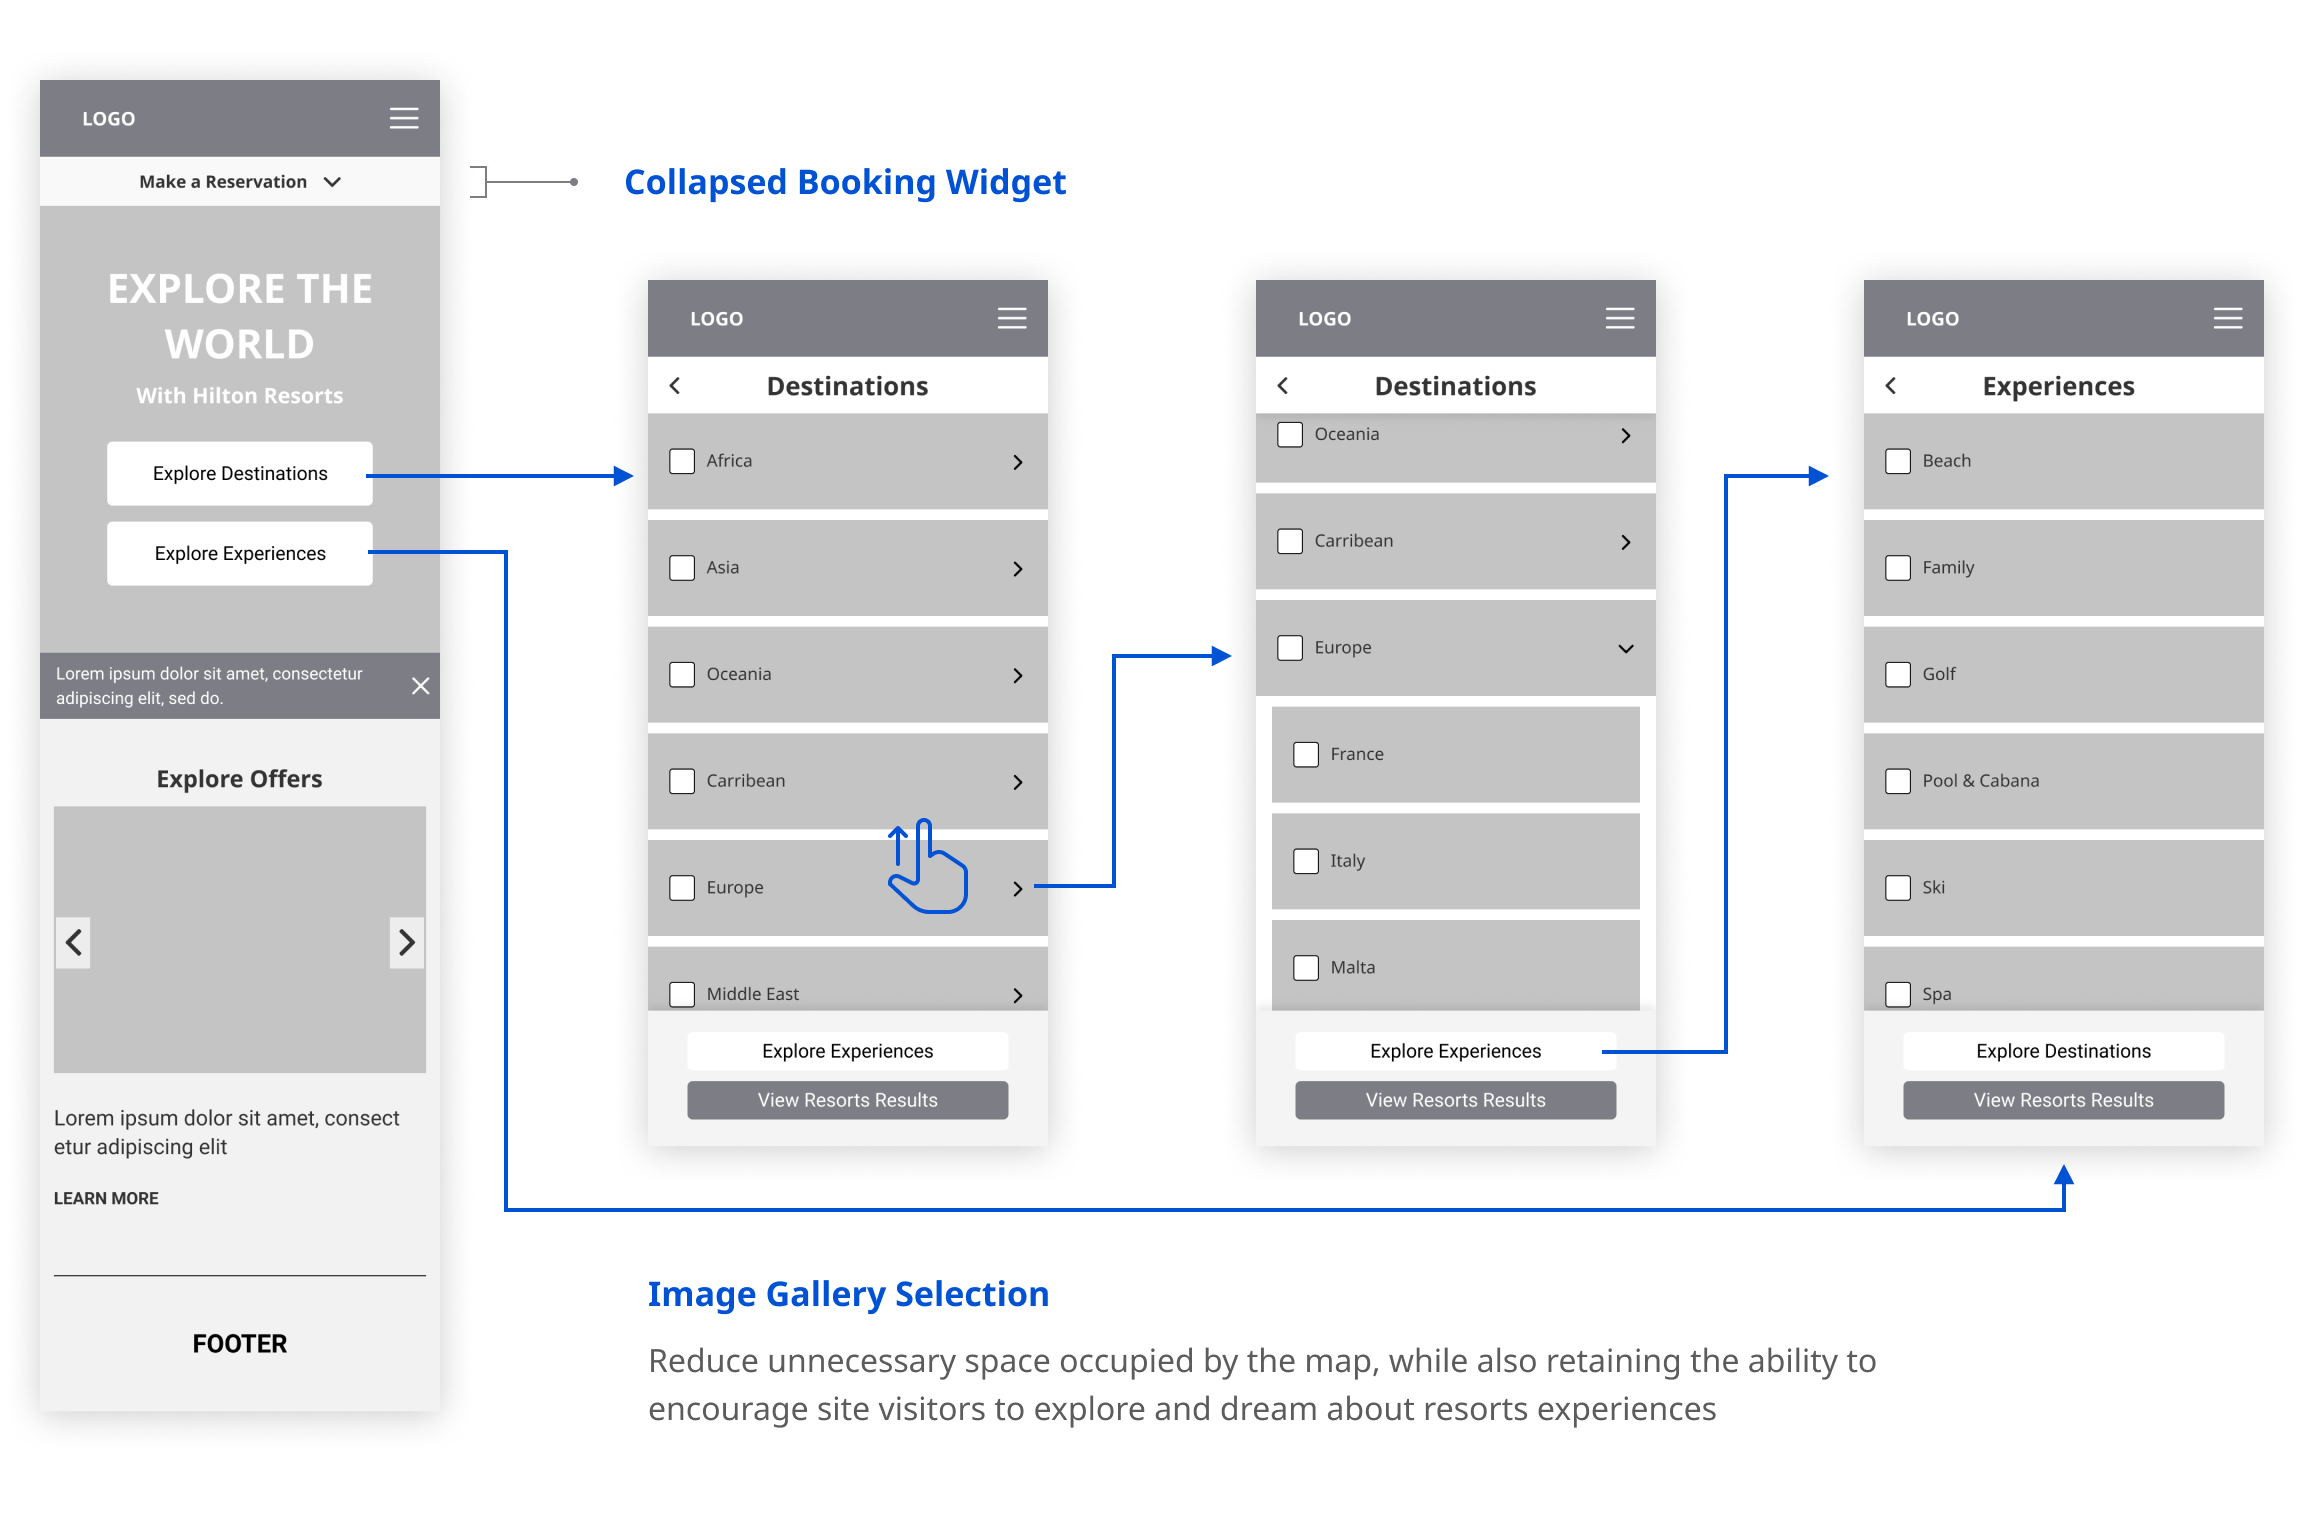 LOGO
Make a Reservation
EXPLORE THE
WORLD
With Hilton Resorts
Explore Destinations
Explore Experiences
Lorem ipsum dolor sit amet, consectetur
adipiscing elit, sed do.
Explore Offers
Lorem ipsum dolor sit amet, consect
etur adipiscing elit
LEARN MORE
FOOTER
Collapsed Booking Widget
LOGO
Destinations
Africa
Asia
Oceania
Carribean
Europe
Middle East
Explore Experiences
View Resorts Results
LOGO
Destinations
Oceania
Carribean
Europe
France
Italy
Malta
Explore Experiences
View Resorts Results
LOGO
Experiences
Beach
Family
Golf
Pool & Cabana
Ski
Spa
Explore Destinations
View Resorts Results
Image Gallery Selection
Reduce unnecessary space occupied by the map, while also retaining the ability to
encourage site visitors to explore and dream about resorts experiences